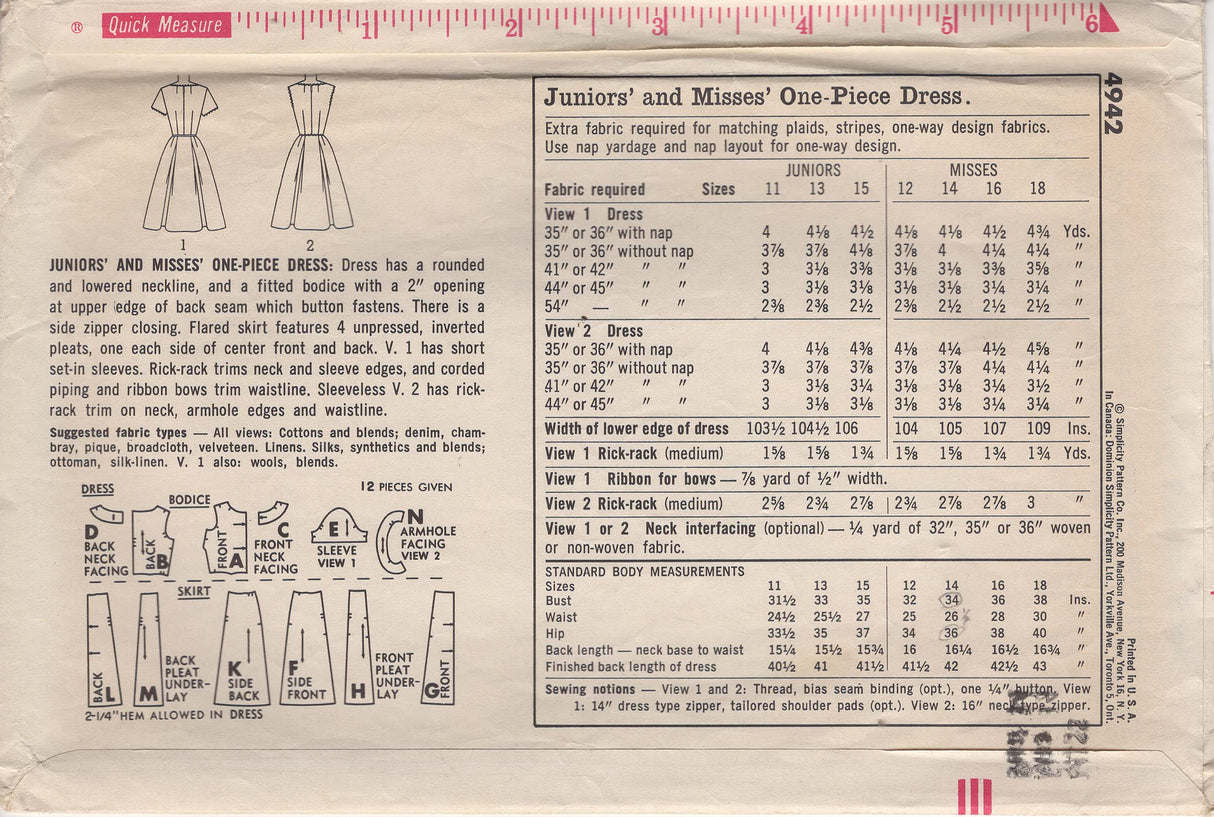 ® Quick Measure 1 2 3 4 5 6
1 2
JUNIORS' AND MISSES' ONE-PIECE DRESS: Dress has a rounded
and lowered neckline, and a fitted bodice with a 2" opening
at upper edge of back seam which button fastens. There is a
side zipper closing. Flared skirt features 4 unpressed, inverted
pleats, one each side of center front and back. V. 1 has short
set-in sleeves. Rick-rack trims neck and sleeve edges, and corded
piping and ribbon bows trim waistline. Sleeveless V. 2 has rick-
rack trim on neck, armhole edges and waistline.
Suggested fabric types — All views: Cottons and blends; denim, cham-
bray, pique, broadcloth, velveteen. Linens. Silks, synthetics and blends;
ottoman, silk-linen. V. 1 also: wools, blends.
DRESS
12 PIECES GIVEN
BODICE
D
BACK
NECK
FACING
BACK
B
FRONT
A
C
FRONT
NECK
FACING
E
SLEEVE
VIEW 1
N
ARMHOLE
FACING
VIEW 2
SKIRT
BACK
L
M
BACK
PLEAT
UNDER-
LAY
K
SIDE
BACK
F
SIDE
FRONT
H
FRONT
PLEAT
UNDER-
LAY
G
FRONT
2-1/4" HEM ALLOWED IN DRESS
Juniors' and Misses' One-Piece Dress.
Extra fabric required for matching plaids, stripes, one-way design fabrics.
Use nap yardage and nap layout for one-way design.
JUNIORS MISSES
Fabric required Sizes 11 13 15 12 14 16 18
View 1 Dress
35" or 36" with nap 4 4⅛ 4½ 4⅛ 4⅛ 4½ 4¾ Yds.
35" or 36" without nap 3⅞ 3⅞ 4⅛ 3⅞ 4 4¼ 4¼ "
41" or 42" " " 3 3⅛ 3⅜ 3⅛ 3⅛ 3⅜ 3⅝ "
44" or 45" " " 3 3⅛ 3⅛ 3⅛ 3⅛ 3¼ 3¼ "
54" — " " 2⅜ 2⅜ 2½ 2⅜ 2½ 2½ 2½ "
View 2 Dress
35" or 36" with nap 4 4⅛ 4⅜ 4⅛ 4¼ 4½ 4⅝ "
35" or 36" without nap 3⅞ 3⅞ 3⅞ 3⅞ 3⅞ 4¼ 4¼ "
41" or 42" " " 3 3⅛ 3¼ 3⅛ 3⅛ 3¼ 3½ "
44" or 45" " " 3 3⅛ 3⅛ 3⅛ 3⅛ 3¼ 3¼ "
Width of lower edge of dress 103½ 104½ 106 104 105 107 109 Ins.
View 1 Rick-rack (medium) 1⅝ 1⅝ 1¾ 1⅝ 1⅝ 1¾ 1¾ Yds.
View 1 Ribbon for bows — ⅞ yard of ½" width.
View 2 Rick-rack (medium) 2⅝ 2¾ 2⅞ 2¾ 2⅞ 2⅞ 3 "
View 1 or 2 Neck interfacing (optional) — ¼ yard of 32", 35" or 36" woven
or non-woven fabric.
STANDARD BODY MEASUREMENTS
Sizes 11 13 15 12 14 16 18
Bust 31½ 33 35 32 34 36 38 Ins.
Waist 24½ 25½ 27 25 26 28 30 "
Hip 33½ 35 37 34 36 38 40 "
Back length — neck base to waist 15¼ 15½ 15¾ 16 16¼ 16½ 16¾ "
Finished back length of dress 40½ 41 41½ 41½ 42 42½ 43 "
Sewing notions — View 1 and 2: Thread, bias seam binding (opt.), one ¼" button. View
1: 14" dress type zipper, tailored shoulder pads (opt.). View 2: 16" neck type zipper.
4942
© Simplicity Pattern Co. Inc., 200 Madison Avenue, New York 16, N. Y.
In Canada: Dominion Simplicity Pattern Ltd., Yorkville Ave., Toronto 5, Ont.
Printed in U. S. A.